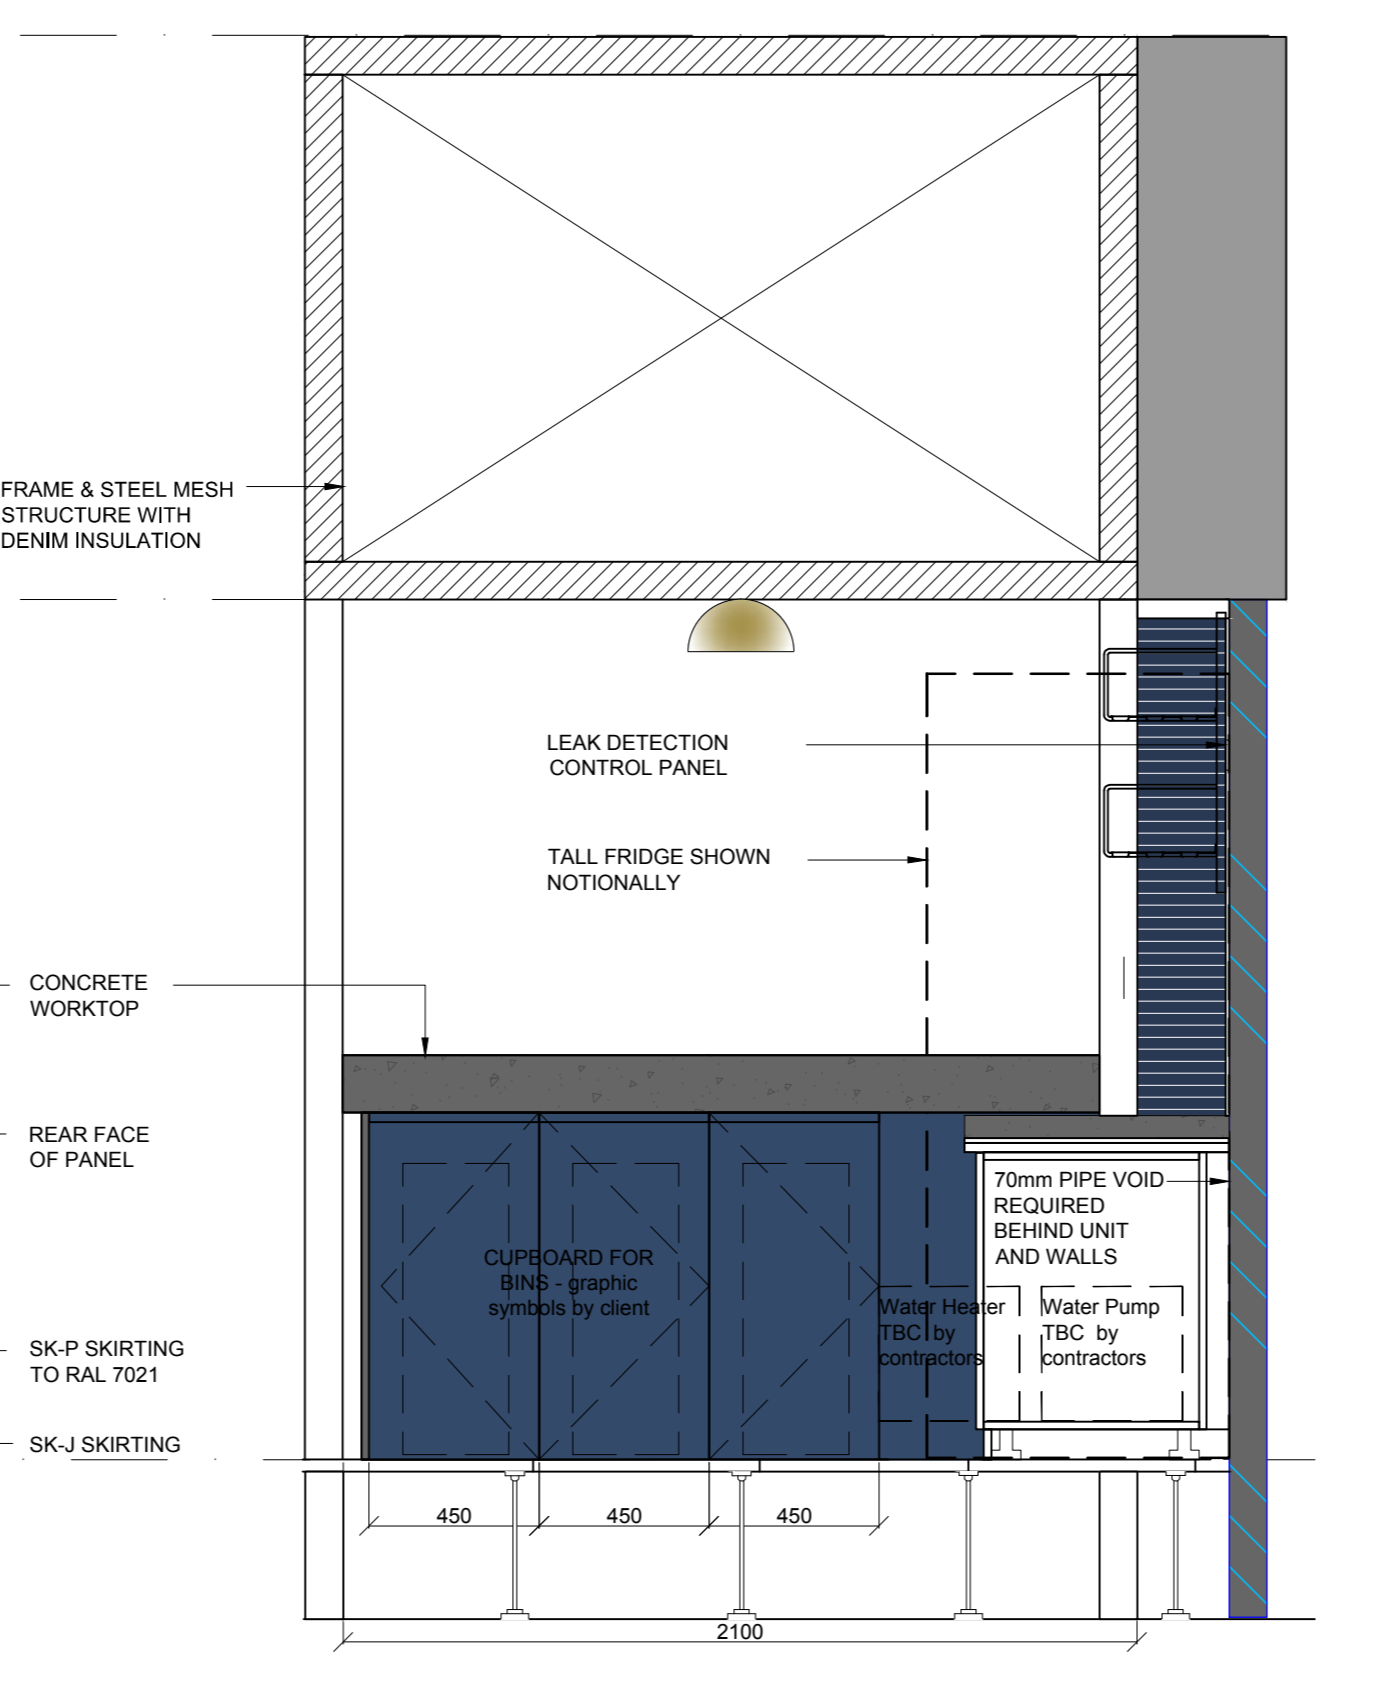 FRAME & STEEL MESH
STRUCTURE WITH
DENIM INSULATION
LEAK DETECTION
CONTROL PANEL
TALL FRIDGE SHOWN
NOTIONALLY
CONCRETE
WORKTOP
REAR FACE
OF PANEL
70mm PIPE VOID
REQUIRED
BEHIND UNIT
AND WALLS
CUPBOARD FOR
BINS - graphic
symbols by client
Water Heater
TBC by
contractors
Water Pump
TBC by
contractors
SK-P SKIRTING
TO RAL 7021
SK-J SKIRTING
450
450
450
2100